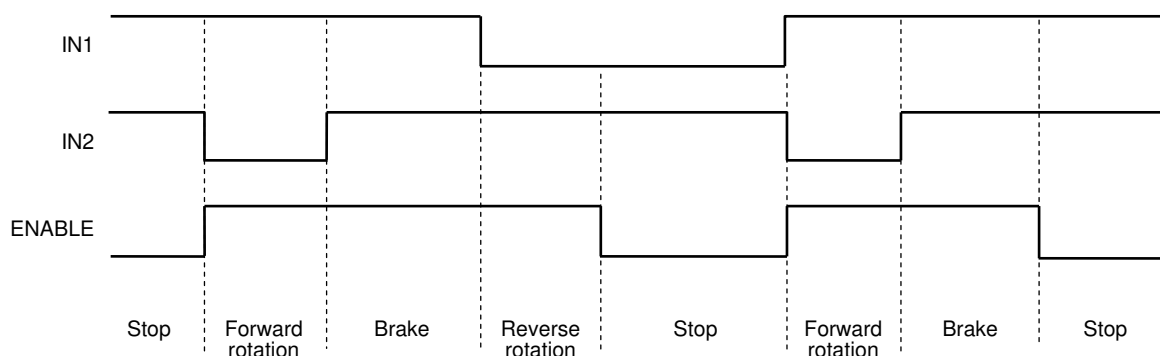 IN1
IN2
ENABLE
Stop
Forward
rotation
Brake
Reverse
rotation
Stop
Forward
rotation
Brake
Stop